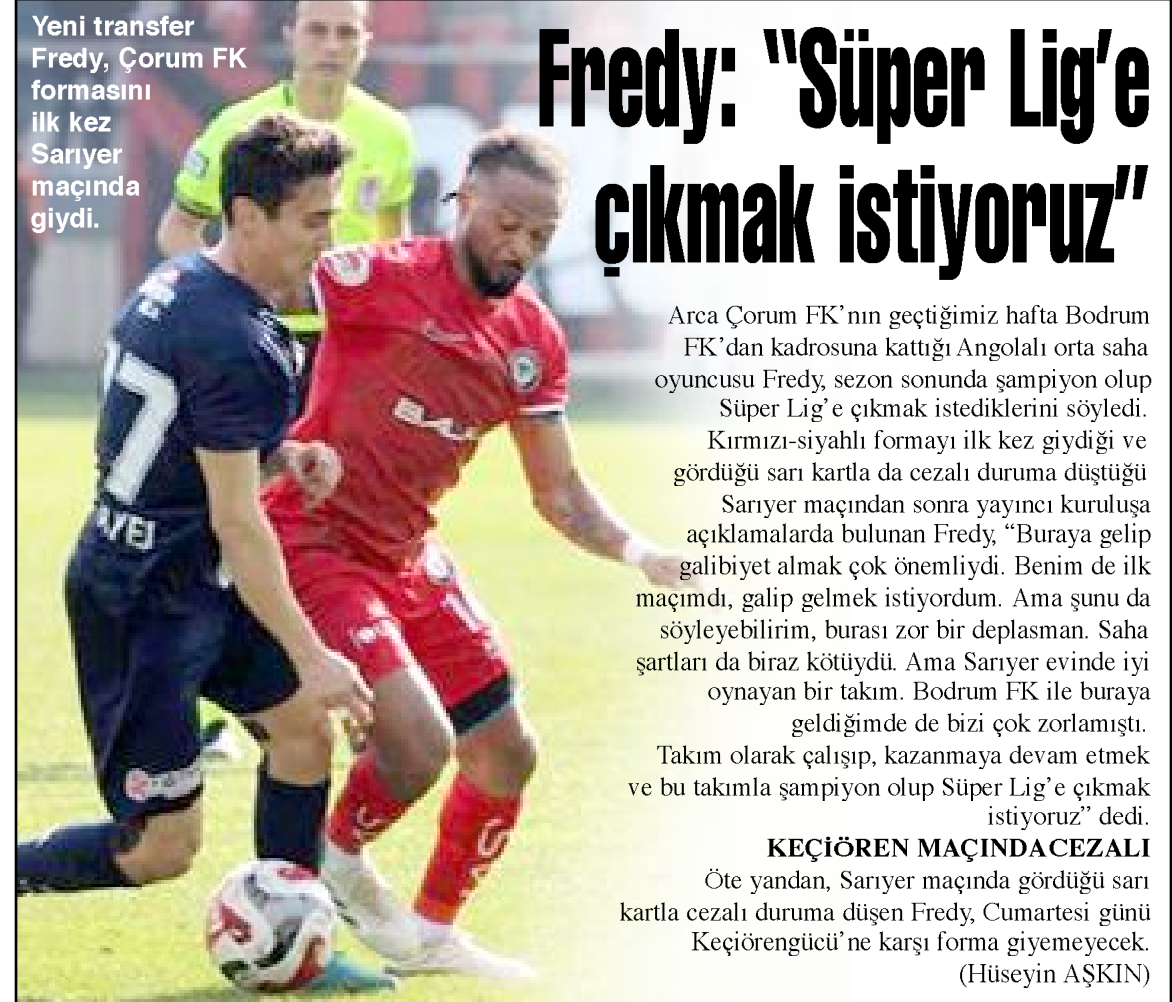 Yeni transfer
Fredy, Çorum FK
formasını
ilk kez
Sarıyer
maçında
giydi.
Fredy: “Süper Lig’e
çıkmak istiyoruz”
Arca Çorum FK’nın geçtiğimiz hafta Bodrum
FK’dan kadrosuna kattığı Angolalı orta saha
oyuncusu Fredy, sezon sonunda şampiyon olup
Süper Lig’e çıkmak istediklerini söyledi.
Kırmızı-siyahlı formayı ilk kez giydiği ve
gördüğü sarı kartla da cezalı duruma düştüğü
Sarıyer maçından sonra yayıncı kuruluşa
açıklamalarda bulunan Fredy, “Buraya gelip
galibiyet almak çok önemliydi. Benim de ilk
maçımdı, galip gelmek istiyordum. Ama şunu da
söyleyebilirim, burası zor bir deplasman. Saha
şartları da biraz kötüydü. Ama Sarıyer evinde iyi
oynayan bir takım. Bodrum FK ile buraya
geldiğimde de bizi çok zorlamıştı.
Takım olarak çalışıp, kazanmaya devam etmek
ve bu takımla şampiyon olup Süper Lig’e çıkmak
istiyoruz” dedi.
KEÇİÖREN MAÇINDA CEZALI
Öte yandan, Sarıyer maçında gördüğü sarı
kartla cezalı duruma düşen Fredy, Cumartesi günü
Keçiörengücü’ne karşı forma giyemeyecek.
(Hüseyin AŞKIN)
77